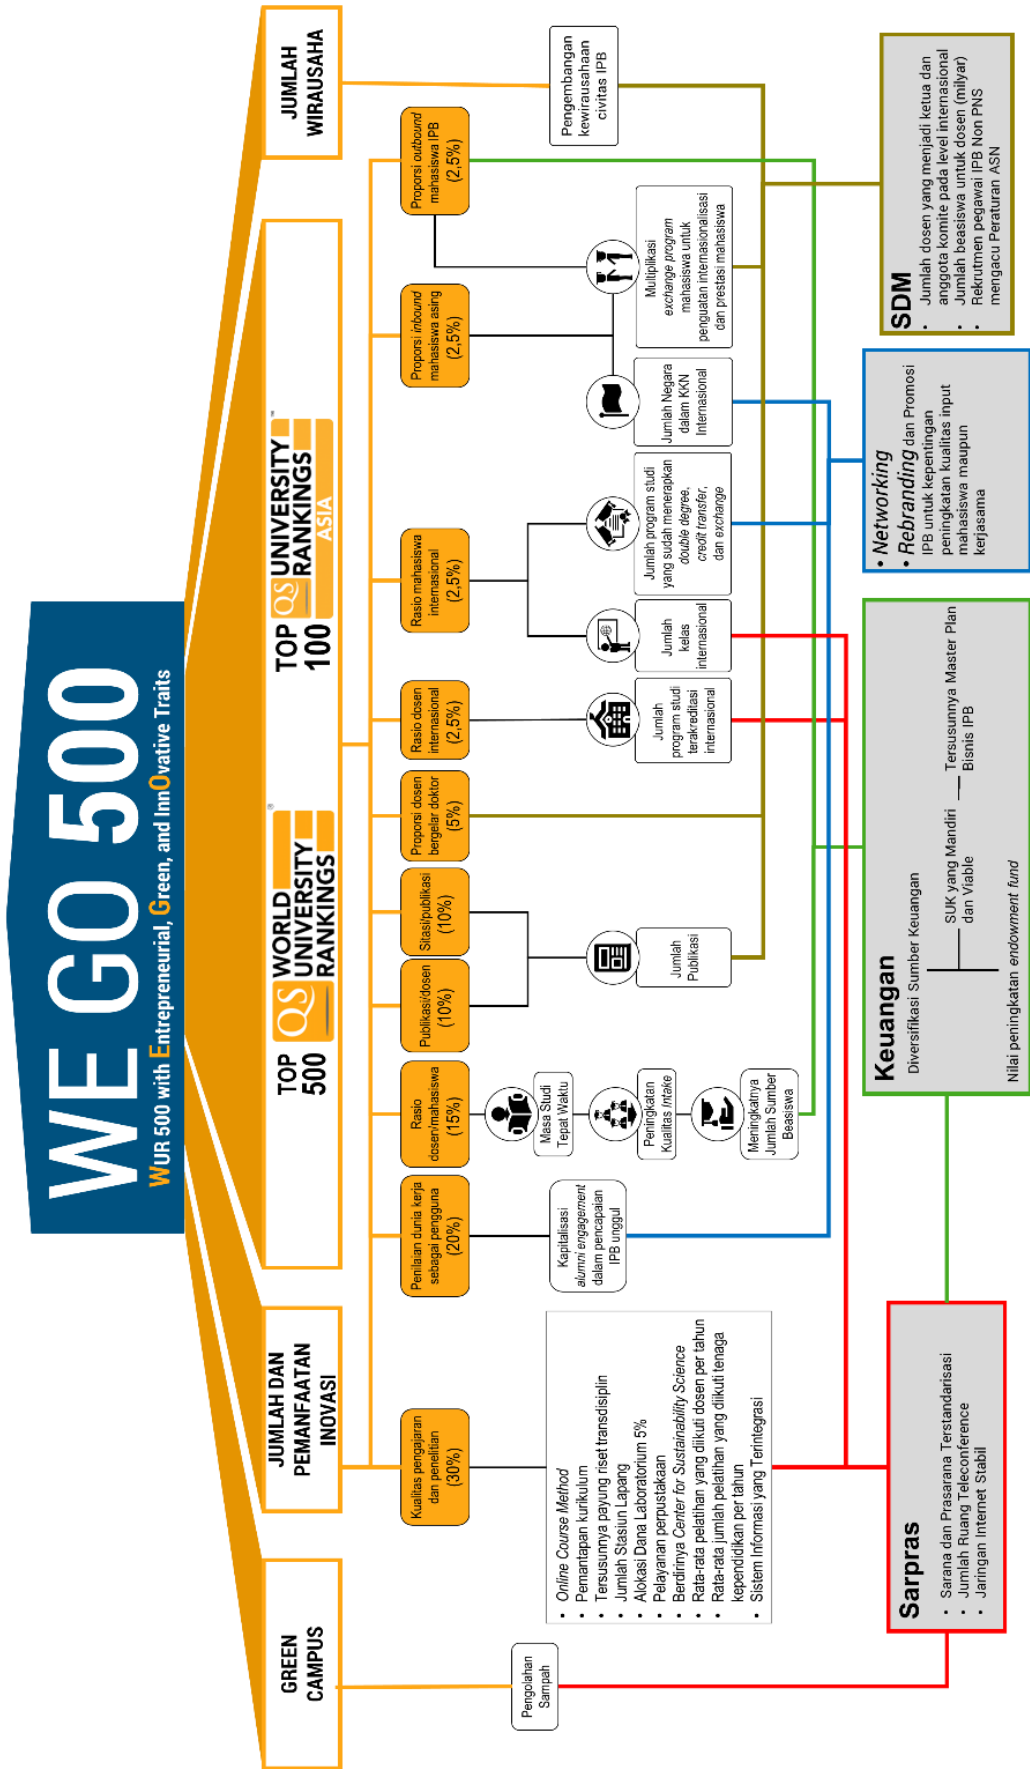 WE GO 500
WUR 500 with Entrepreneurial, Green, and InnOvative Traits
GREEN
CAMPUS
JUMLAH DAN
PEMANFAATAN
INOVASI
TOP
500
QS WORLD
UNIVERSITY
RANKINGS
®
TOP
100
QS UNIVERSITY
RANKINGS
ASIA
™
JUMLAH
WIRAUSAHA
Kualitas pengajaran
dan penelitian
(30%)
Penilaian dunia kerja
sebagai pengguna
(20%)
Rasio
dosen/mahasiswa
(15%)
Publikasi/dosen
(10%)
Sitasi/publikasi
(10%)
Proporsi dosen
bergelar doktor
(5%)
Rasio dosen
internasional
(2,5%)
Rasio mahasiswa
internasional
(2,5%)
Proporsi inbound
mahasiswa asing
(2,5%)
Proporsi outbound
mahasiswa IPB
(2,5%)
Pengolahan
Sampah
• Online Course Method
• Pemantapan kurikulum
• Tersusunnya payung riset transdisiplin
• Jumlah Stasiun Lapang
• Alokasi Dana Laboratorium 5%
• Pelayanan perpustakaan
• Berdirinya Center for Sustainability Science
• Rata-rata pelatihan yang diikuti dosen per tahun
• Rata-rata jumlah pelatihan yang diikuti tenaga
kependidikan per tahun
• Sistem Informasi yang Terintegrasi
Kapitalisasi
alumni engagement
dalam pencapaian
IPB unggul
Masa Studi
Tepat Waktu
Peningkatan
Kualitas Intake
Meningkatnya
Jumlah Sumber
Beasiswa
Jumlah
Publikasi
Jumlah
program studi
terakreditasi
internasional
Jumlah
kelas
internasional
Jumlah program studi
yang sudah menerapkan
double degree,
credit transfer,
dan exchange
Jumlah Negara
dalam KKN
Internasional
Multiplikasi
exchange program
mahasiswa untuk
penguatan internasionalisasi
dan prestasi mahasiswa
Pengembangan
kewirausahaan
civitas IPB
Sarpras
• Sarana dan Prasarana Terstandarisasi
• Jumlah Ruang Teleconference
• Jaringan Internet Stabil
Keuangan
Diversifikasi Sumber Keuangan
SUK yang Mandiri
dan Viable
Tersusunnya Master Plan
Bisnis IPB
Nilai peningkatan endowment fund
• Networking
• Rebranding dan Promosi
IPB untuk kepentingan
peningkatan kualitas input
mahasiswa maupun
kerjasama
SDM
• Jumlah dosen yang menjadi ketua dan
anggota komite pada level internasional
• Jumlah beasiswa untuk dosen (milyar)
• Rekrutmen pegawai IPB Non PNS
mengacu Peraturan ASN